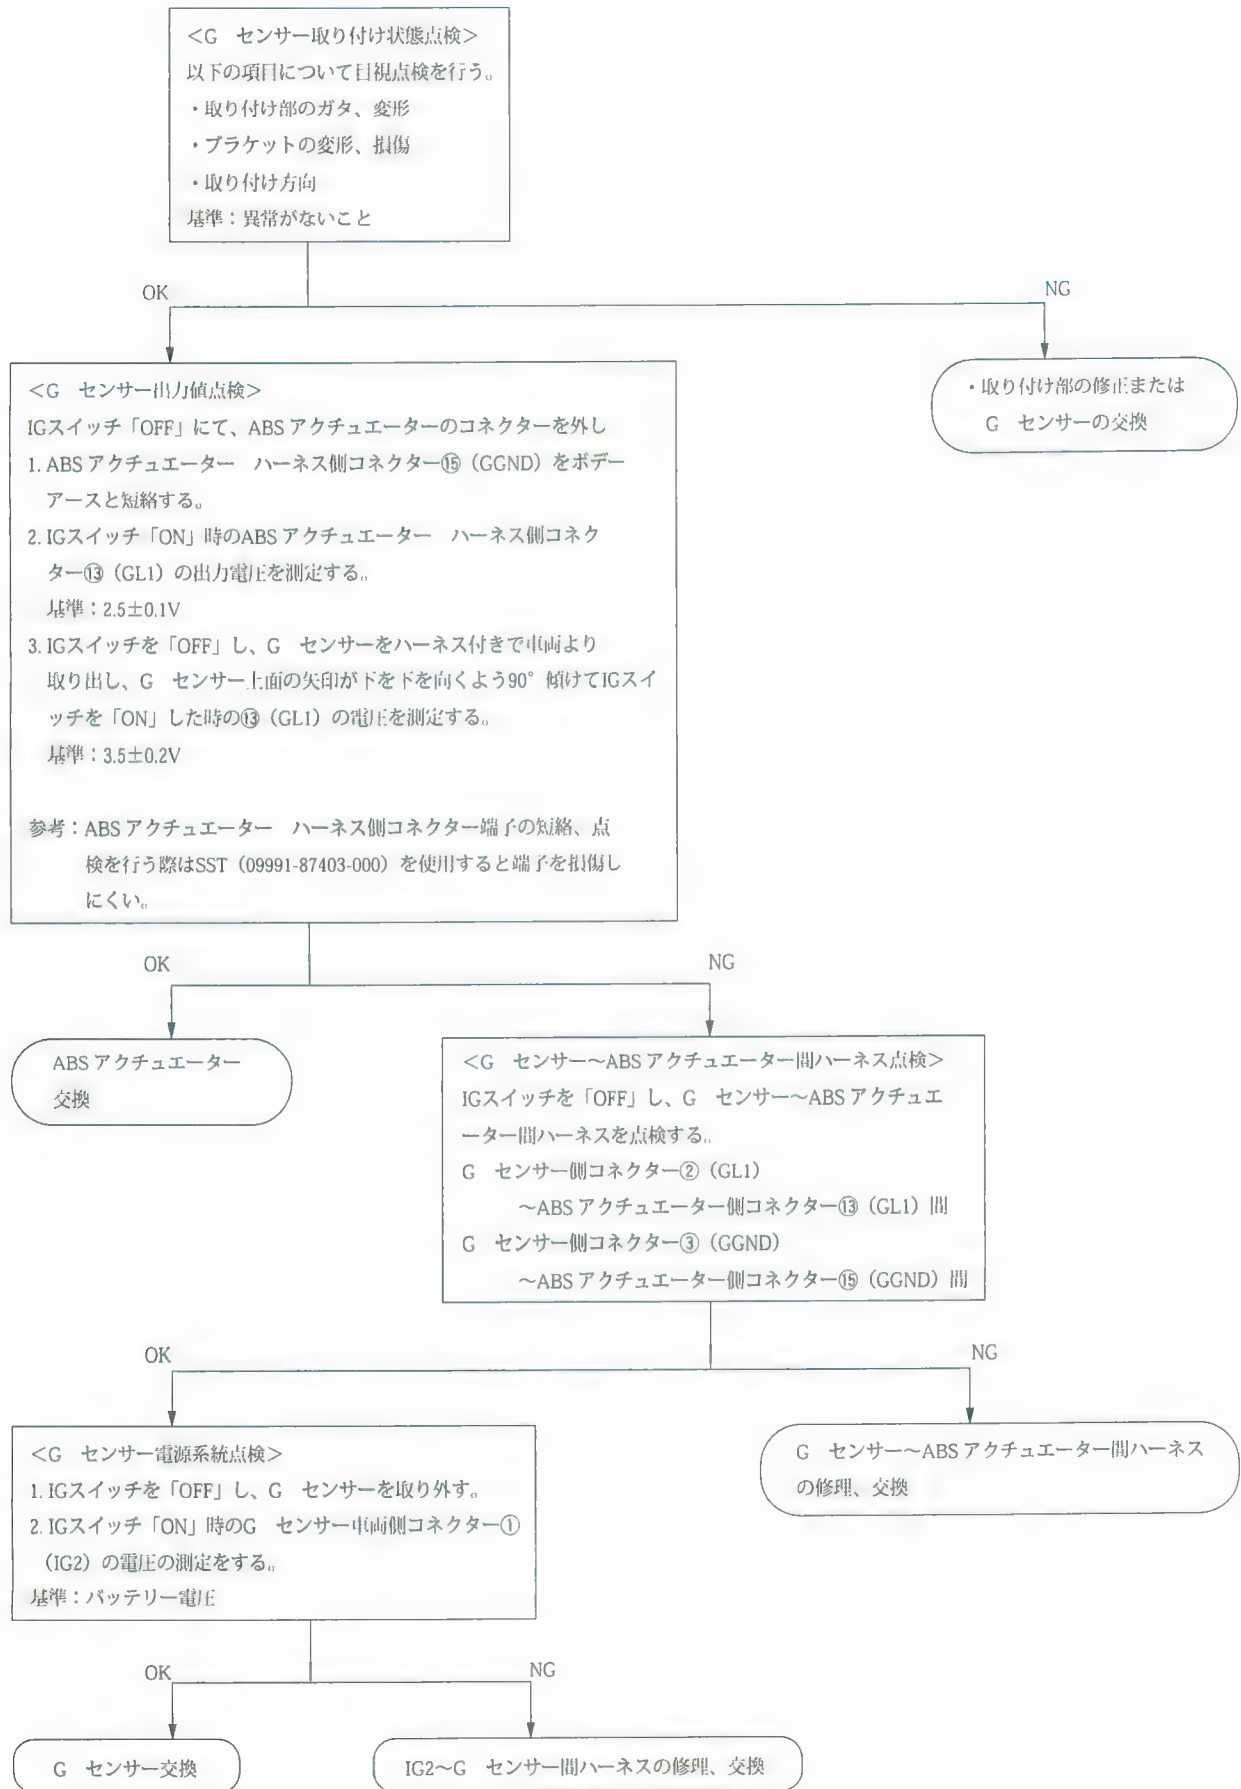 <G　センサー取り付け状態点検>
以下の項目について目視点検を行う。
・取り付け部のガタ、変形
・ブラケットの変形、損傷
・取り付け方向
基準：異常がないこと
OK
NG
<G　センサー出力値点検>
IGスイッチ「OFF」にて、ABS アクチュエーターのコネクターを外し
1. ABS アクチュエーター　ハーネス側コネクター⑮（GGND）をボデー
アースと短絡する。
2. IGスイッチ「ON」時のABS アクチュエーター　ハーネス側コネク
ター⑬（GL1）の出力電圧を測定する。
基準：2.5±0.1V
3. IGスイッチを「OFF」し、G　センサーをハーネス付きで車両より
取り出し、G　センサー上面の矢印が下を下を向くよう90°傾けてIGスイ
ッチを「ON」した時の⑬（GL1）の電圧を測定する。
基準：3.5±0.2V
参考：ABS アクチュエーター　ハーネス側コネクター端子の短絡、点
検を行う際はSST（09991-87403-000）を使用すると端子を損傷し
にくい。
・取り付け部の修正または
G　センサーの交換
OK
NG
ABS アクチュエーター
交換
<G　センサー～ABS アクチュエーター間ハーネス点検>
IGスイッチを「OFF」し、G　センサー～ABS アクチュエ
ーター間ハーネスを点検する。
G　センサー側コネクター②（GL1）
～ABS アクチュエーター側コネクター⑬（GL1）間
G　センサー側コネクター③（GGND）
～ABS アクチュエーター側コネクター⑮（GGND）間
OK
NG
<G　センサー電源系統点検>
1. IGスイッチを「OFF」し、G　センサーを取り外す。
2. IGスイッチ「ON」時のG　センサー車両側コネクター①
（IG2）の電圧の測定をする。
基準：バッテリー電圧
G　センサー～ABS アクチュエーター間ハーネス
の修理、交換
OK
NG
G　センサー交換
IG2～G　センサー間ハーネスの修理、交換